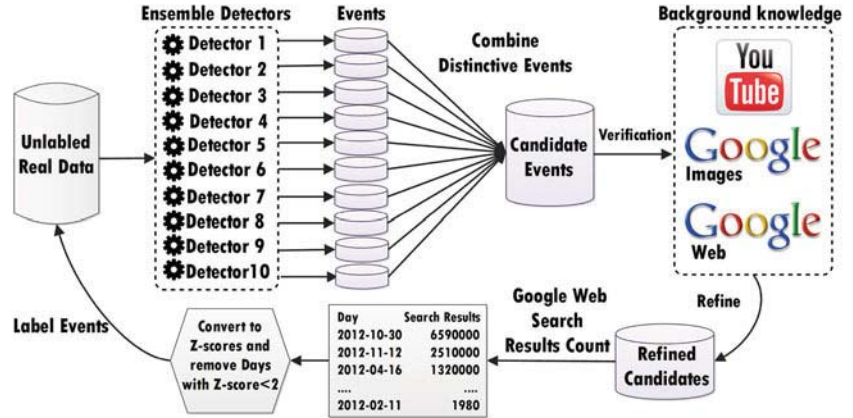 Ensemble Detectors
Events
Background knowledge
Detector 1
Detector 2
Detector 3
Detector 4
Detector 5
Detector 6
Detector 7
Detector 8
Detector 9
Detector10
Combine
Distinctive Events
Unlabled
Real Data
Candidate
Events
Verification
You
Tube
Google
Images
Google
Web
Refine
Refined
Candidates
Google Web
Search
Results Count
Day Search Results
2012-10-30 6590000
2012-11-12 2510000
2012-04-16 1320000
.... ....
2012-02-11 1980
Convert to
Z-scores and
remove Days
with Z-score<2
Label Events